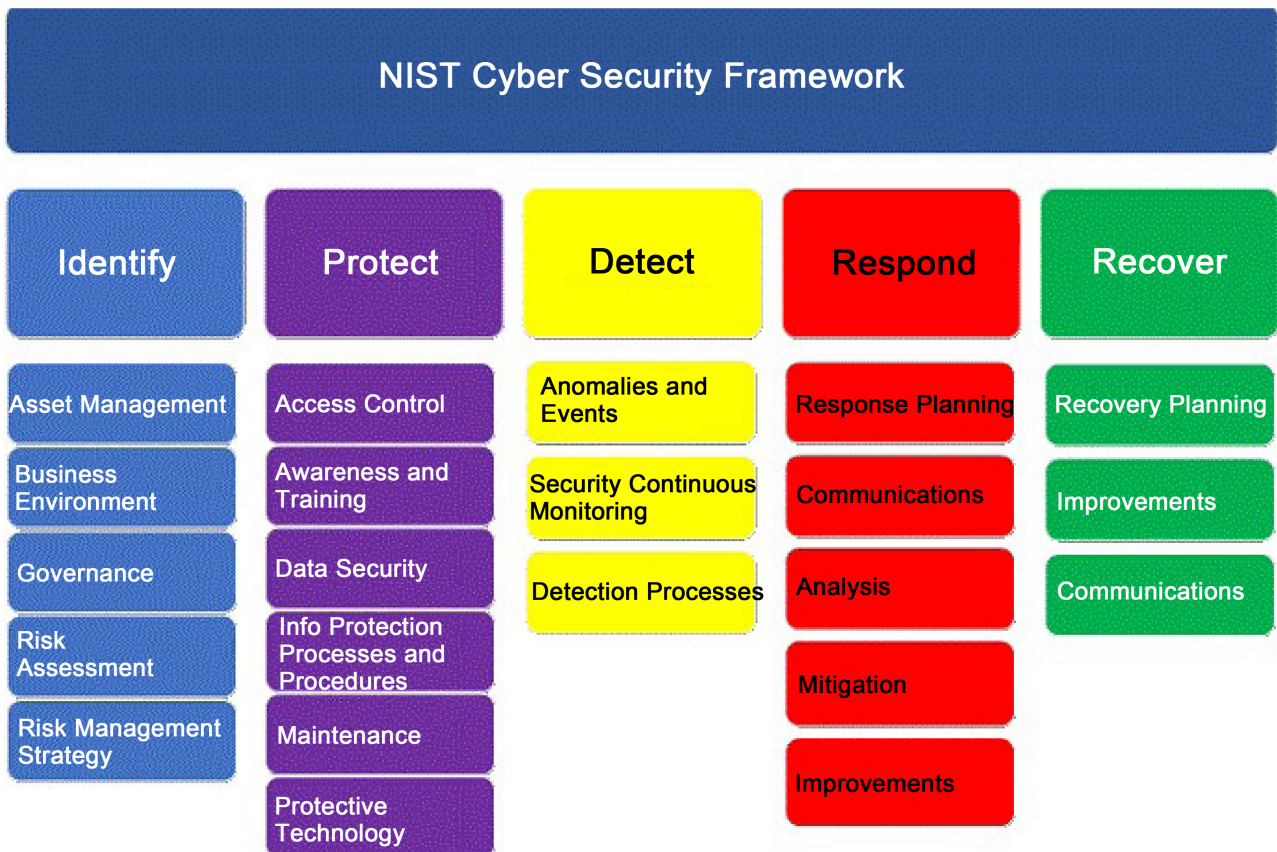 NIST Cyber Security Framework
Identify
Protect
Detect
Respond
Recover
Asset Management
Business
Environment
Governance
Risk
Assessment
Risk Management
Strategy
Access Control
Awareness and
Training
Data Security
Info Protection
Processes and
Procedures
Maintenance
Protective
Technology
Anomalies and
Events
Security Continuous
Monitoring
Detection Processes
Response Planning
Communications
Analysis
Mitigation
Improvements
Recovery Planning
Improvements
Communications